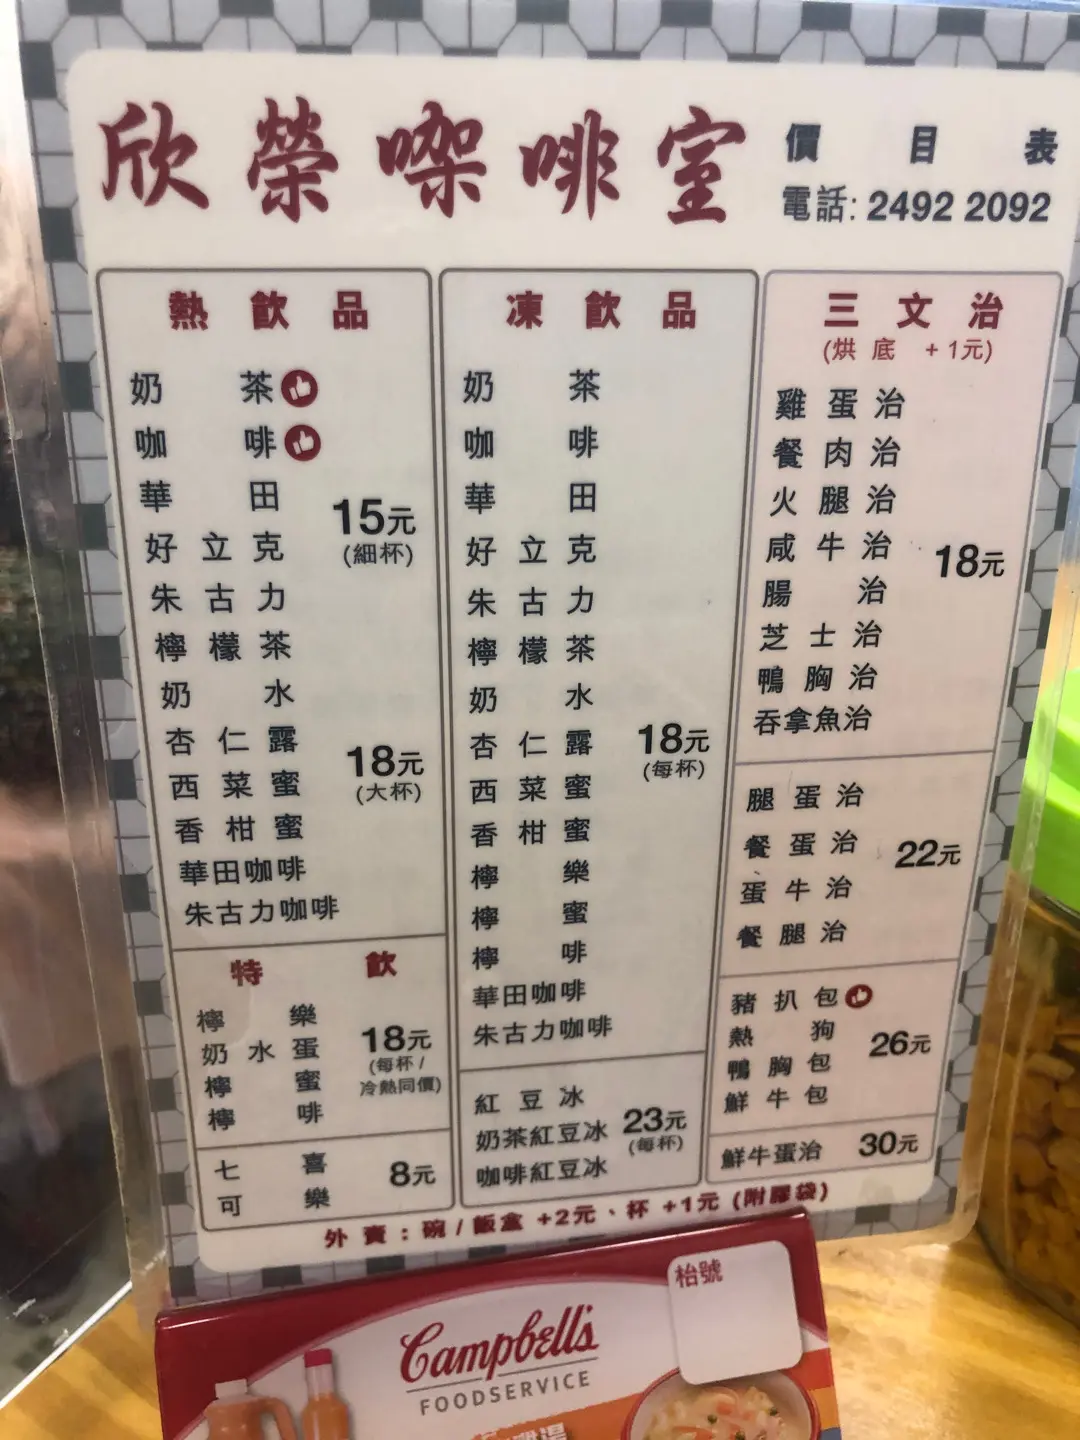 欣榮㗎啡室
價目表
電話: 2492 2092
熱飲品
奶茶
咖啡
華田
好立克
朱古力
檸檬茶
奶水
杏仁露
西菜蜜
香柑蜜
華田咖啡
朱古力咖啡
15元
(細杯)
18元
(大杯)
特飲
檸樂
奶水蛋
檸蜜
檸啡
18元
(每杯/
冷熱同價)
七喜
可樂
8元
凍飲品
奶茶
咖啡
華田
好立克
朱古力
檸檬茶
奶水
杏仁露
西菜蜜
香柑蜜
檸樂
檸蜜
檸啡
華田咖啡
朱古力咖啡
18元
(每杯)
紅豆冰
奶茶紅豆冰
咖啡紅豆冰
23元
(每杯)
三文治
(烘底 +1元)
雞蛋治
餐肉治
火腿治
咸牛治
腸治
芝士治
鴨胸治
吞拿魚治
18元
腿蛋治
餐蛋治
蛋牛治
餐腿治
22元
豬扒包
熱狗
鴨胸包
鮮牛包
26元
鮮牛蛋治 30元
外賣:碗/飯盒 +2元、杯 +1元 (附膠袋)
枱號
Campbell's
FOODSERVICE